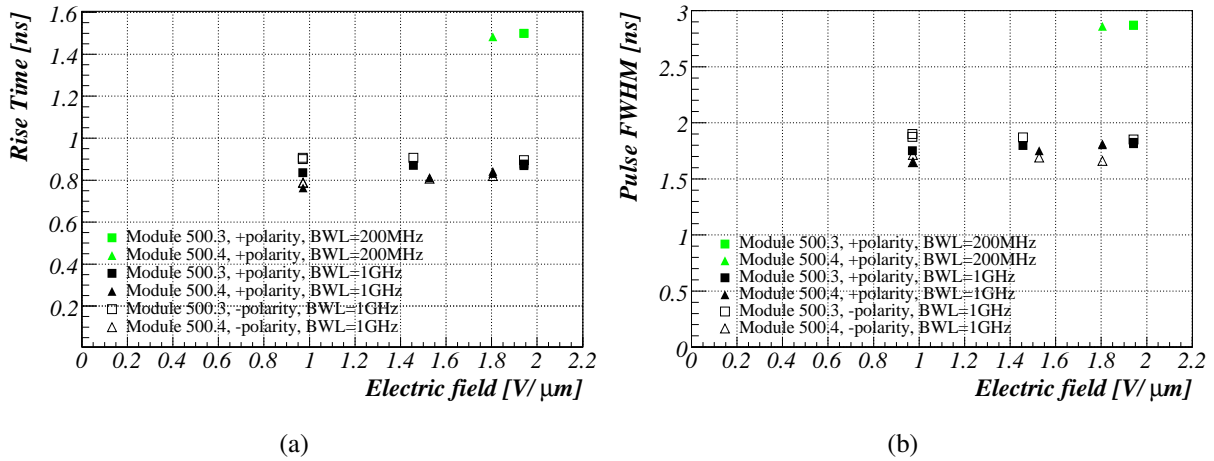 Rise Time [ns]
1.6
1.4
1.2
1
0.8
0.6
0.4
0.2
Module 500.3, +polarity, BWL=200MHz
Module 500.4, +polarity, BWL=200MHz
Module 500.3, +polarity, BWL=1GHz
Module 500.4, +polarity, BWL=1GHz
Module 500.3, -polarity, BWL=1GHz
Module 500.4, -polarity, BWL=1GHz
0 0.2 0.4 0.6 0.8 1 1.2 1.4 1.6 1.8 2 2.2
Electric field [V/ μm]
(a)
Pulse FWHM [ns]
3
2.5
2
1.5
1
0.5
0
Module 500.3, +polarity, BWL=200MHz
Module 500.4, +polarity, BWL=200MHz
Module 500.3, +polarity, BWL=1GHz
Module 500.4, +polarity, BWL=1GHz
Module 500.3, -polarity, BWL=1GHz
Module 500.4, -polarity, BWL=1GHz
0 0.2 0.4 0.6 0.8 1 1.2 1.4 1.6 1.8 2 2.2
Electric field [V/ μm]
(b)